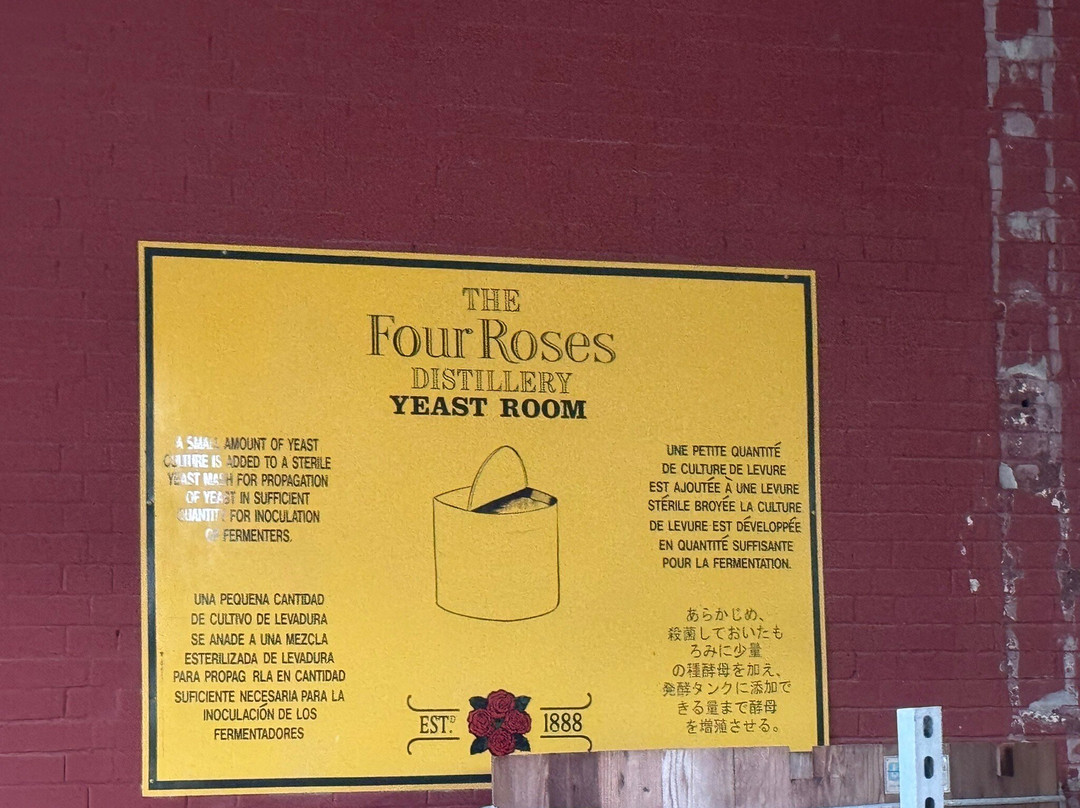 THE
Four Roses
DISTILLERY
YEAST ROOM
A SMALL AMOUNT OF YEAST
CULTURE IS ADDED TO A STERILE
YEAST MASH FOR PROPAGATION
OF YEAST IN SUFFICIENT
QUANTITY FOR INOCULATION
OF FERMENTERS.
UNE PETITE QUANTITÉ
DE CULTURE DE LEVURE
EST AJOUTÉE À UNE LEVURE
STÉRILE BROYÉE LA CULTURE
DE LEVURE EST DÉVELOPPÉE
EN QUANTITÉ SUFFISANTE
POUR LA FERMENTATION.
UNA PEQUENA CANTIDAD
DE CULTIVO DE LEVADURA
SE ANADE A UNA MEZCLA
ESTERILIZADA DE LEVADURA
PARA PROPAG RLA EN CANTIDAD
SUFICIENTE NECESARIA PARA LA
INOCULACIÓN DE LOS
FERMENTADORES
あらかじめ、
殺菌しておいたも
ろみに少量
の種酵母を加え、
発酵タンクに添加で
きる量まで酵母
を増殖させる。
ESTD 1888